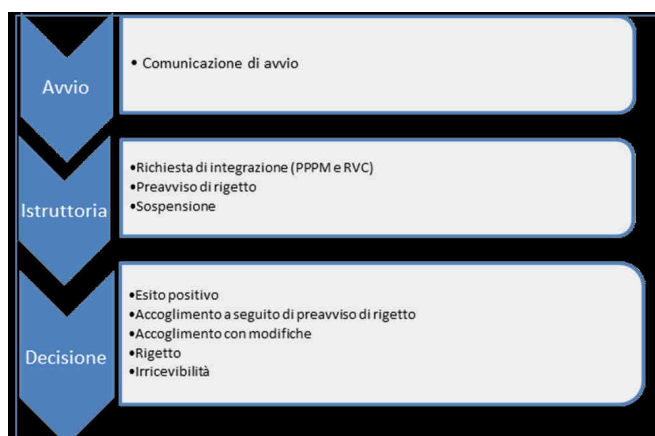 Avvio
• Comunicazione di avvio
Istruttoria
•Richiesta di integrazione (PPPM e RVC)
•Preavviso di rigetto
•Sospensione
Decisione
•Esito positivo
•Accoglimento a seguito di preavviso di rigetto
•Accoglimento con modifiche
•Rigetto
•Irricevibilità